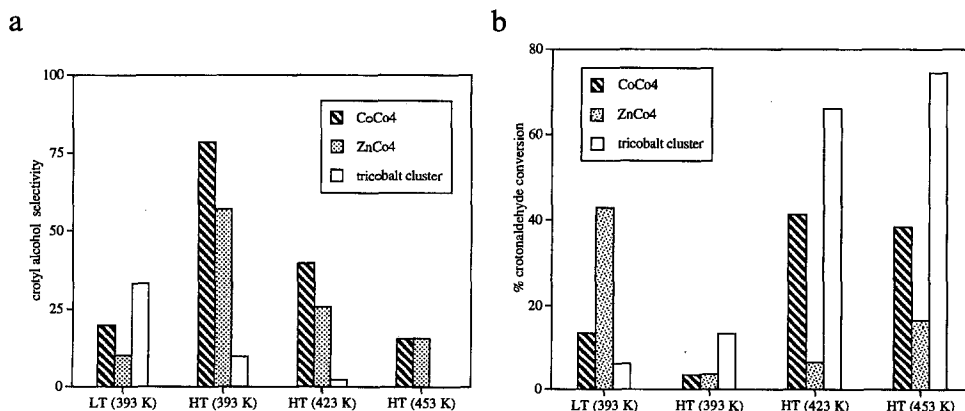 a
100
75
50
25
0
crotyl alcohol selectivity
CoCo4
ZnCo4
tricobalt cluster
LT (393 K)
HT (393 K)
HT (423 K)
HT (453 K)
b
80
60
40
20
0
% crotonaldehyde conversion
CoCo4
ZnCo4
tricobalt cluster
LT (393 K)
HT (393 K)
HT (423 K)
HT (453 K)